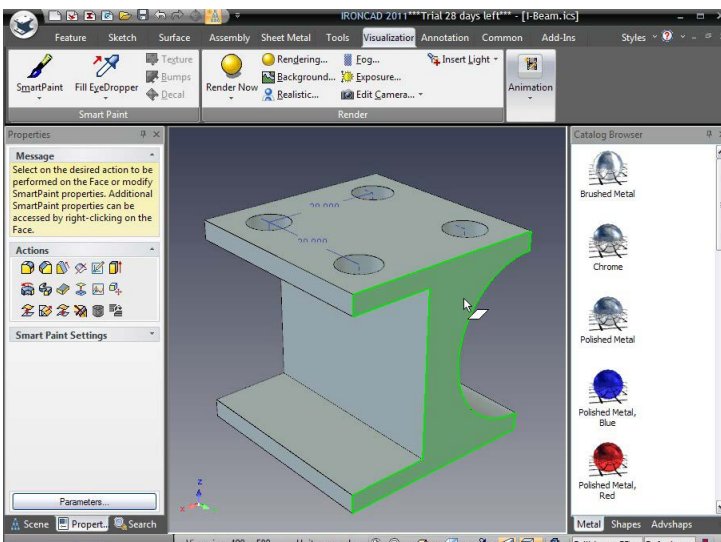 IRONCAD 2011***Trial 28 days left*** - [I-Beam.ics]
Feature Sketch Surface Assembly Sheet Metal Tools Visualization Annotation Common Add-Ins Styles
SmartPaint
Fill EyeDropper
Texture
Bumps
Decal
Smart Paint
Render Now
Rendering...
Background...
Realistic...
Fog...
Exposure...
Edit Camera...
Insert Light
Render
Animation
Properties
Message
Select on the desired action to be
performed on the Face or modify
SmartPaint properties. Additional
SmartPaint properties can be
accessed by right-clicking on the
Face.
Actions
Smart Paint Settings
Parameters...
Scene Propert... Search
20.000
20.000
z
x
Catalog Browser
Brushed Metal
Chrome
Polished Metal
Polished Metal,
Blue
Polished Metal,
Red
Metal Shapes Advshaps